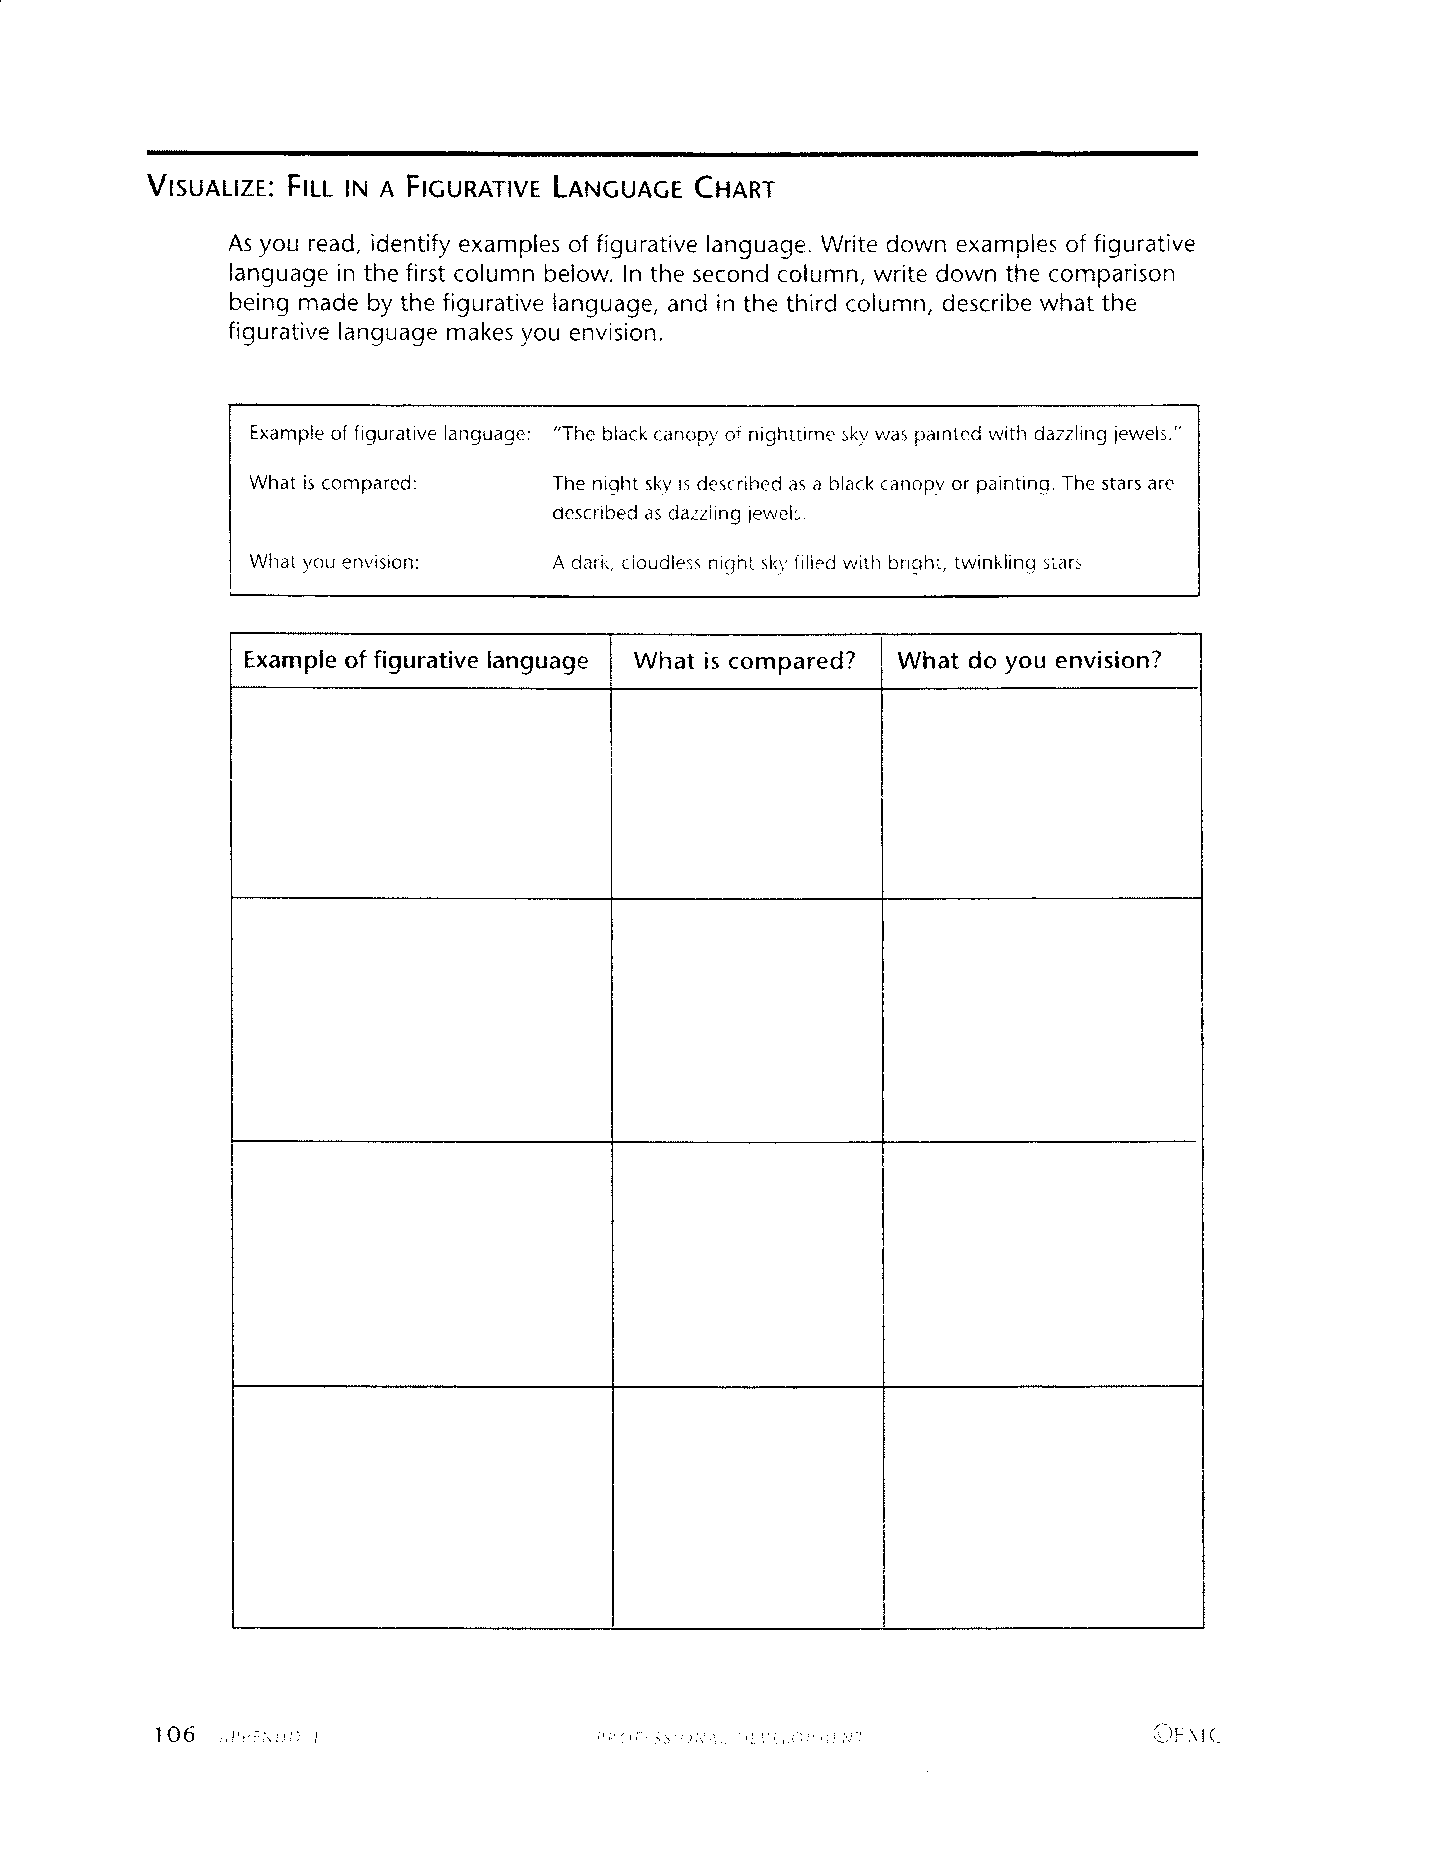 VISUALIZE: FILL IN A FIGURATIVE LANGUAGE CHART
As you read, identify examples of figurative language. Write down examples of figurative
language in the first column below. In the second column, write down the comparison
being made by the figurative language, and in the third column, describe what the
figurative language makes you envision.
Example of figurative language: "The black canopy of nighttime sky was painted with dazzling jewels."
What is compared: The night sky is described as a black canopy or painting. The stars are
described as dazzling jewels.
What you envision: A dark, cloudless night sky filled with bright, twinkling stars
Example of figurative language What is compared? What do you envision?
106 APPENDIX PROFESSIONAL DEVELOPMENT ©EMC